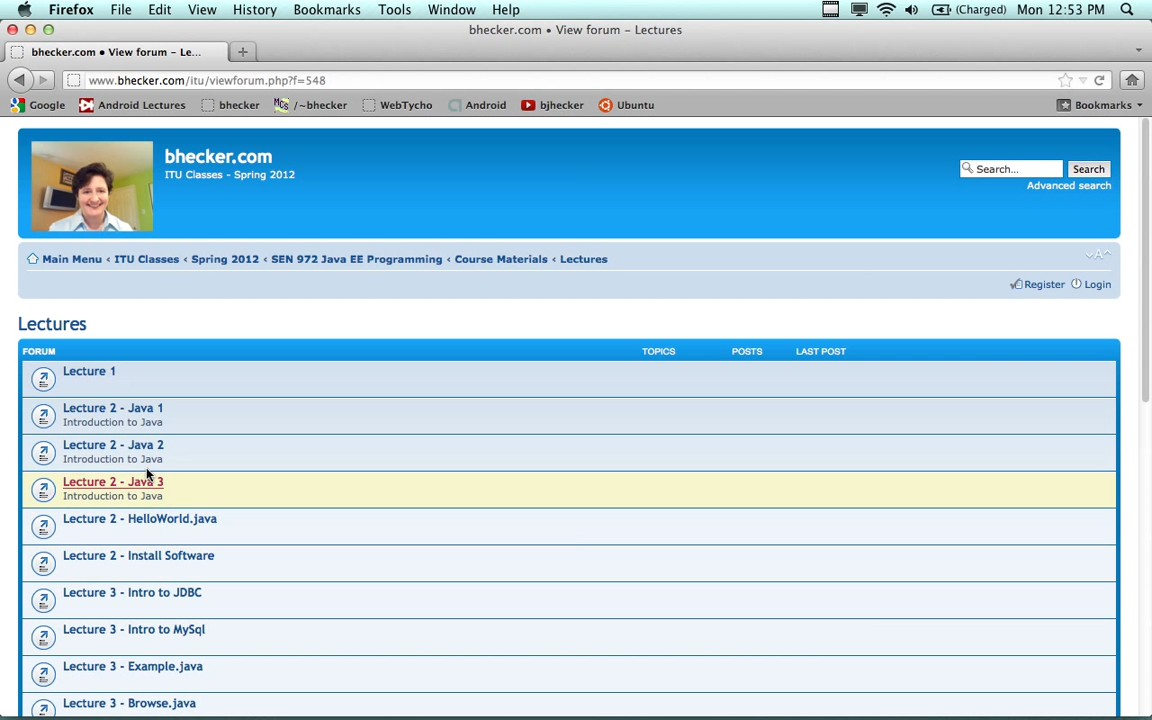 Firefox File Edit View History Bookmarks Tools Window Help (Charged) Mon 12:53 PM
bhecker.com • View forum – Lectures
bhecker.com • View forum – Le...
www.bhecker.com/itu/viewforum.php?f=548
Google Android Lectures bhecker MCS /~bhecker WebTycho Android bjhecker Ubuntu Bookmarks
bhecker.com
ITU Classes - Spring 2012
Search... Search
Advanced search
Main Menu ‹ ITU Classes ‹ Spring 2012 ‹ SEN 972 Java EE Programming ‹ Course Materials ‹ Lectures
Register Login
Lectures
FORUM TOPICS POSTS LAST POST
Lecture 1
Lecture 2 - Java 1
Introduction to Java
Lecture 2 - Java 2
Introduction to Java
Lecture 2 - Java 3
Introduction to Java
Lecture 2 - HelloWorld.java
Lecture 2 - Install Software
Lecture 3 - Intro to JDBC
Lecture 3 - Intro to MySql
Lecture 3 - Example.java
Lecture 3 - Browse.java